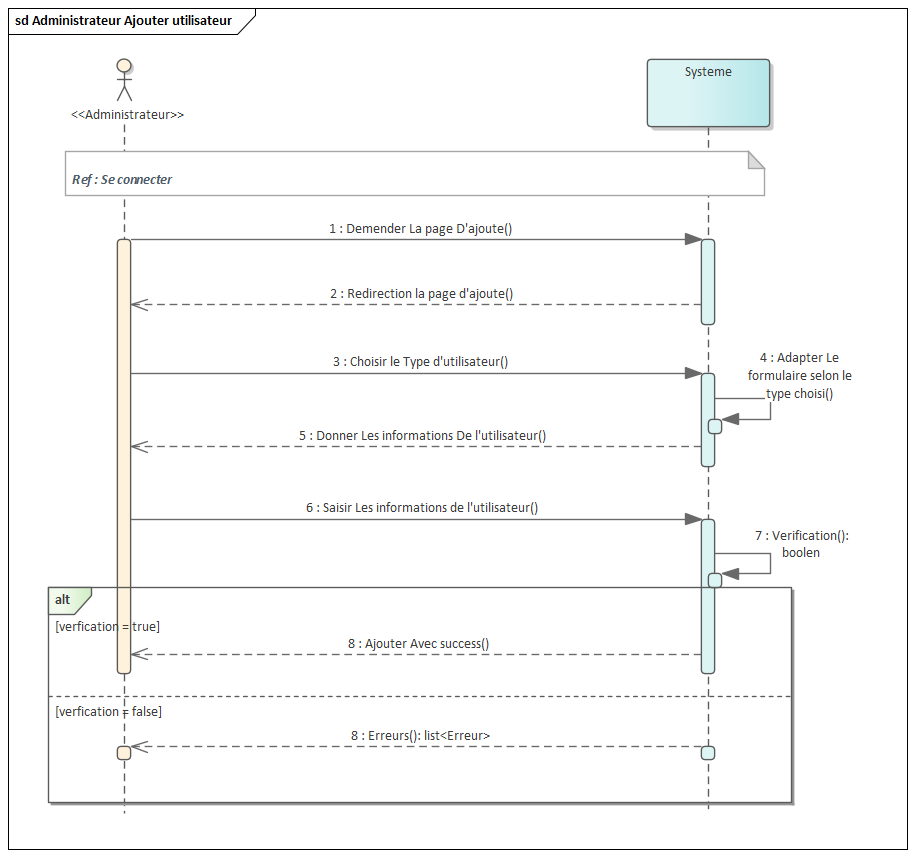 sd Administrateur Ajouter utilisateur
<<Administrateur>>
Systeme
Ref : Se connecter
1 : Demender La page D'ajoute()
2 : Redirection la page d'ajoute()
3 : Choisir le Type d'utilisateur()
4 : Adapter Le
formulaire selon le
type choisi()
5 : Donner Les informations De l'utilisateur()
6 : Saisir Les informations de l'utilisateur()
7 : Verification():
boolen
alt
[verfication = true]
8 : Ajouter Avec success()
[verfication = false]
8 : Erreurs(): list<Erreur>